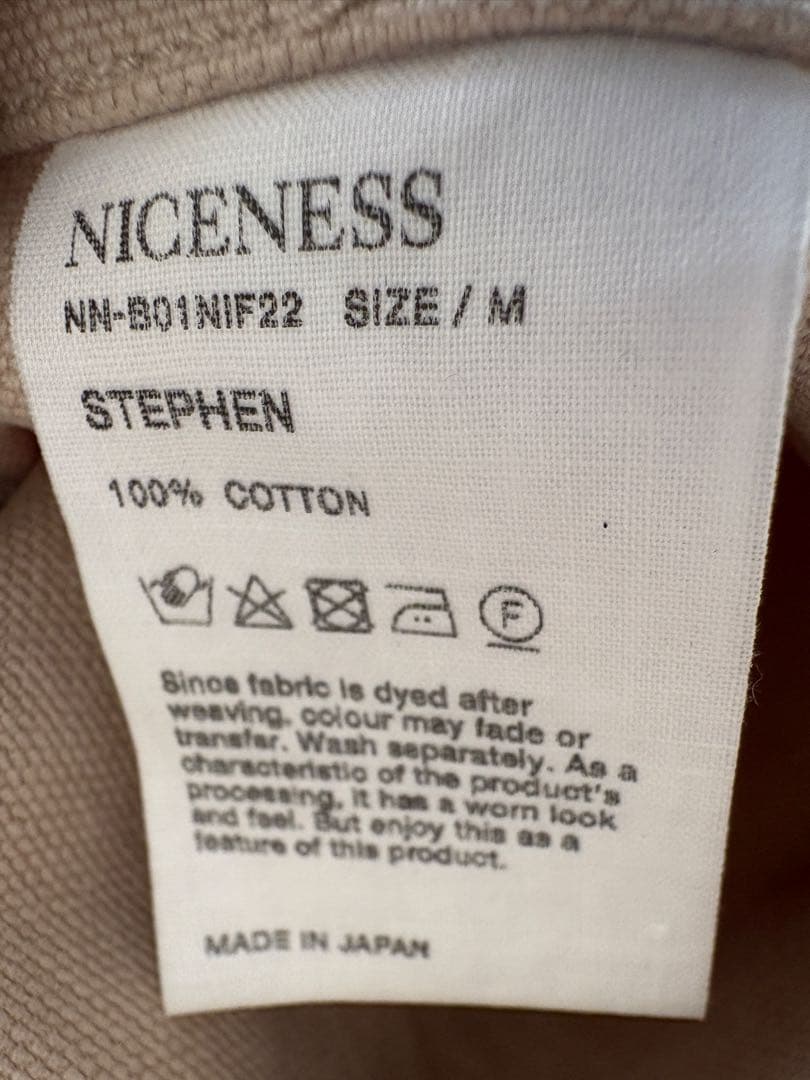 NICENESS
NN-B01NIF22 SIZE / M
STEPHEN
100% COTTON
F
Since fabric is dyed after
weaving, colour may fade or
transfer. Wash separately. As a
characteristic of the product's
processing, it has a worn look
and feel. But enjoy this as a
feature of this product.
MADE IN JAPAN